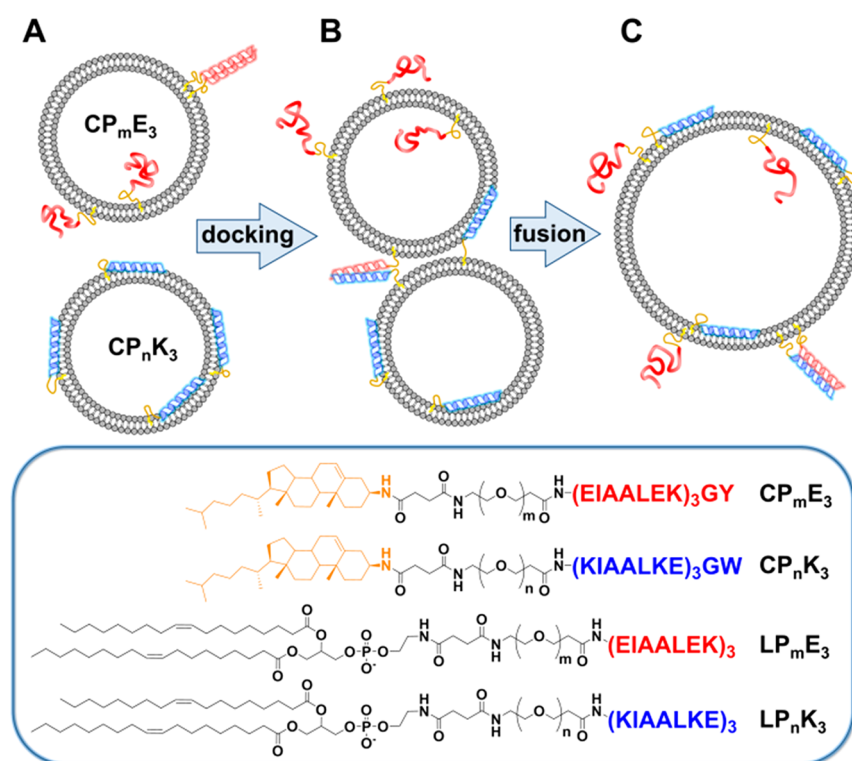 A B C
CPₘE₃
docking
fusion
CPₙK₃
(EIAALEK)₃GY CPₘE₃
(KIAALKE)₃GW CPₙK₃
(EIAALEK)₃ LPₘE₃
(KIAALKE)₃ LPₙK₃